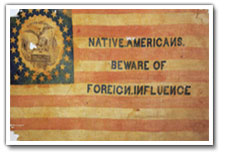 NATIVE AMERICANS.
BEWARE OF
FOREIGN INFLUENCE